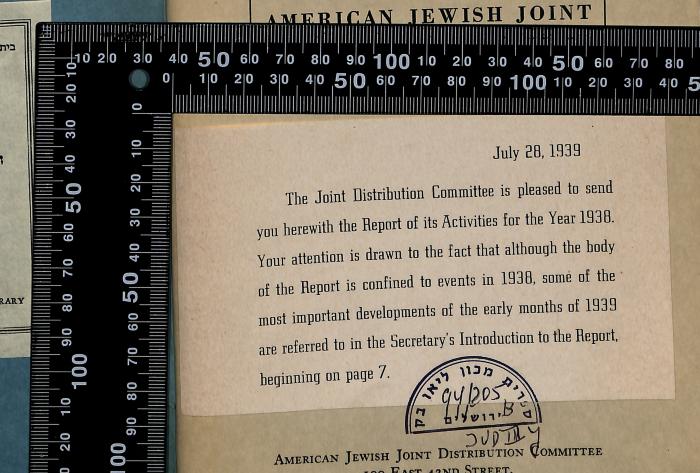 AMERICAN JEWISH JOINT
July 28, 1939
The Joint Distribution Committee is pleased to send
you herewith the Report of its Activities for the Year 1938.
Your attention is drawn to the fact that although the body
of the Report is confined to events in 1938, some of the
most important developments of the early months of 1939
are referred to in the Secretary's Introduction to the Report,
beginning on page 7.
מכון ליאו בק
ירושלים
AMERICAN JEWISH JOINT DISTRIBUTION COMMITTEE
EAST 42ND STREET,